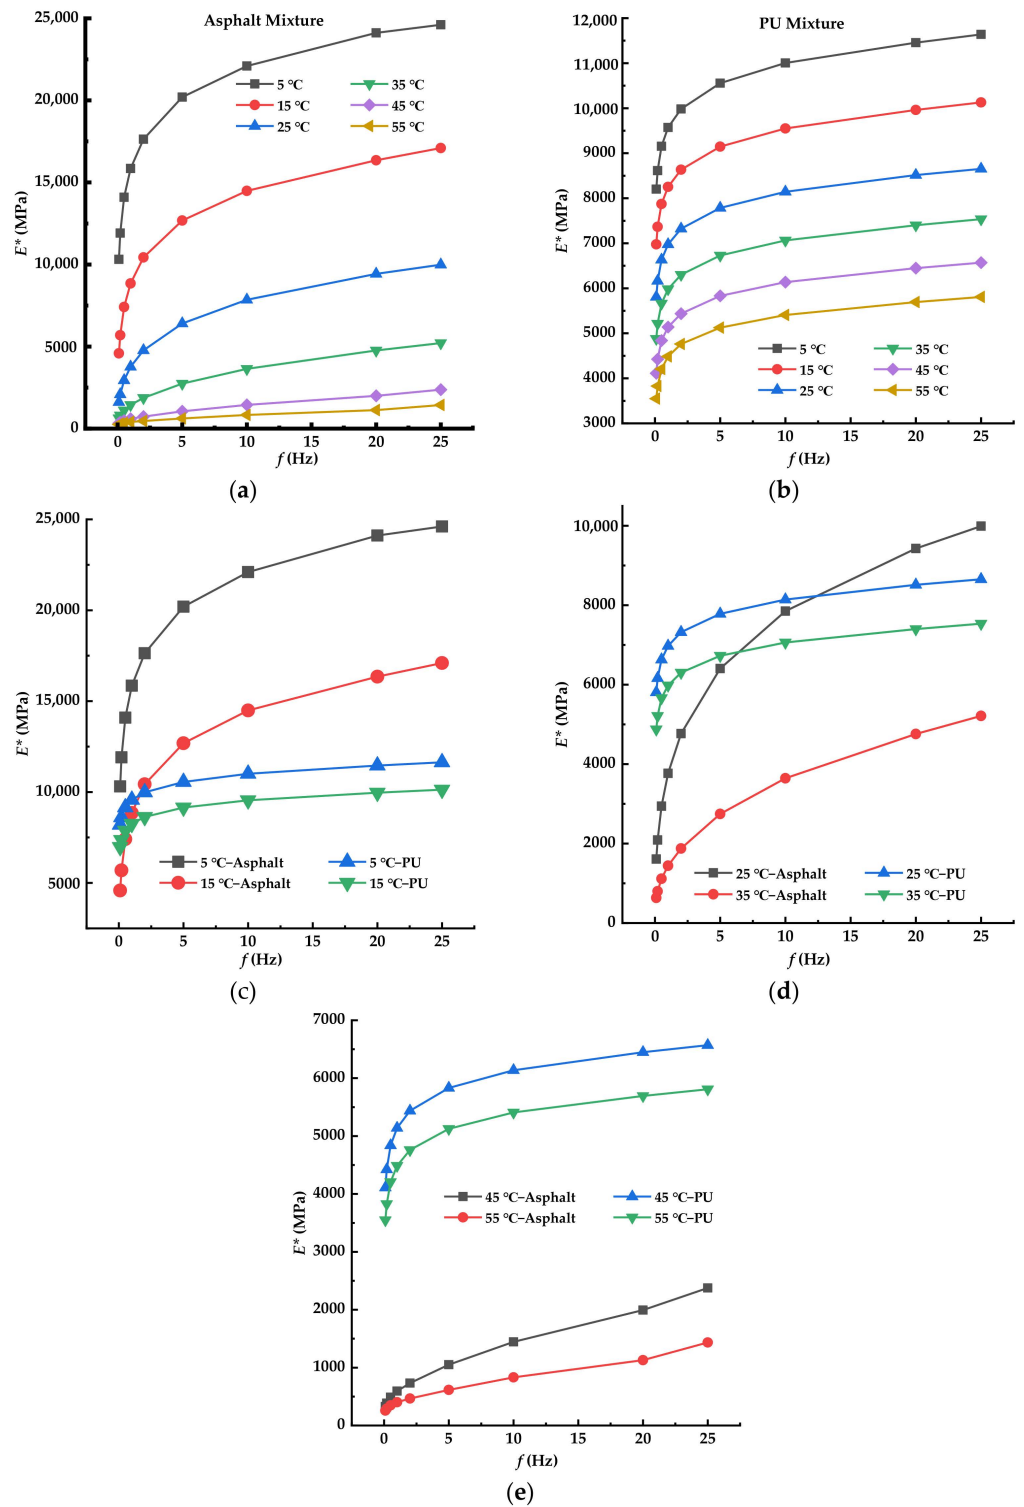 Asphalt Mixture
25,000
20,000
15,000
10,000
5000
0
E* (MPa)
5 °C
35 °C
15 °C
45 °C
25 °C
55 °C
0 5 10 15 20 25
f (Hz)
(a)
PU Mixture
12,000
11,000
10,000
9000
8000
7000
6000
5000
4000
3000
E* (MPa)
5 °C
35 °C
15 °C
45 °C
25 °C
55 °C
0 5 10 15 20 25
f (Hz)
(b)
25,000
20,000
15,000
10,000
5000
E* (MPa)
5 °C–Asphalt
5 °C–PU
15 °C–Asphalt
15 °C–PU
0 5 10 15 20 25
f (Hz)
(c)
10,000
8000
6000
4000
2000
0
E* (MPa)
25 °C–Asphalt
25 °C–PU
35 °C–Asphalt
35 °C–PU
0 5 10 15 20 25
f (Hz)
(d)
7000
6000
5000
4000
3000
2000
1000
0
E* (MPa)
45 °C–Asphalt
45 °C–PU
55 °C–Asphalt
55 °C–PU
0 5 10 15 20 25
f (Hz)
(e)